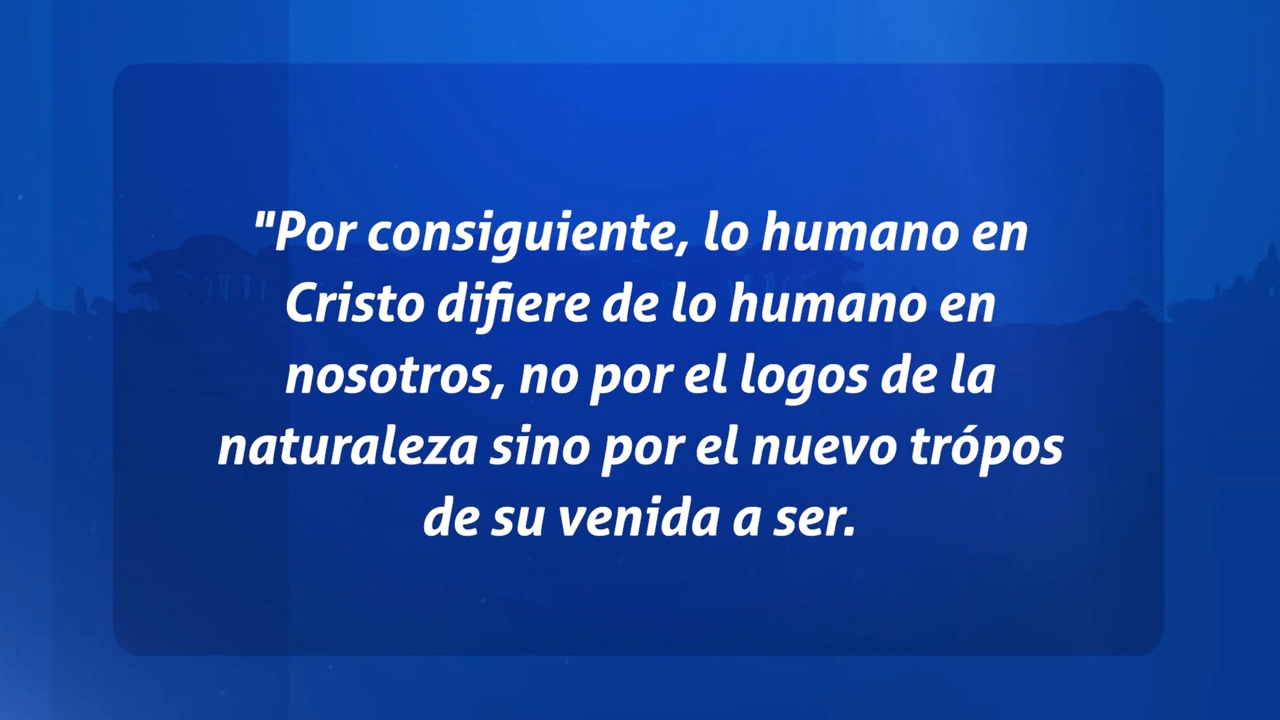 "Por consiguiente, lo humano en
Cristo difiere de lo humano en
nosotros, no por el logos de la
naturaleza sino por el nuevo trópos
de su venida a ser.